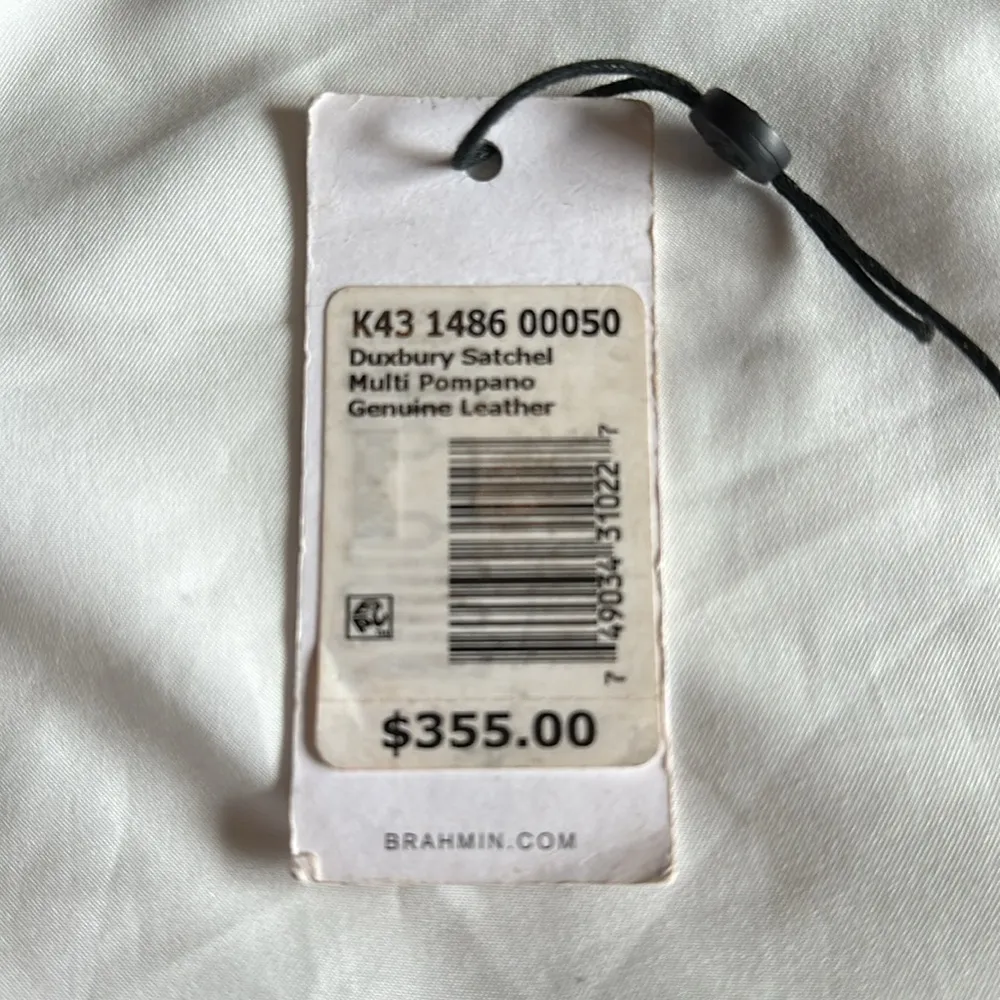 K43 1486 00050
Duxbury Satchel
Multi Pompano
Genuine Leather
7 49034 31022 7
$355.00
BRAHMIN.COM